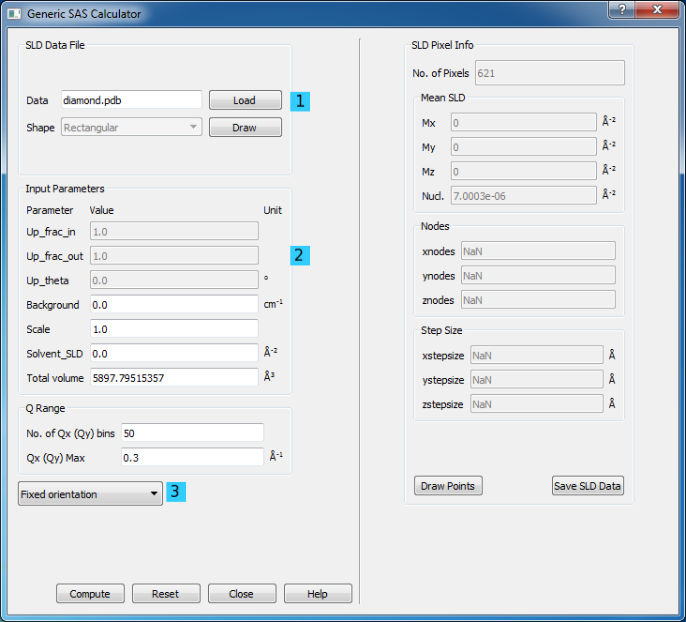 Generic SAS Calculator
?
X
SLD Data File
Data diamond.pdb Load 1
Shape Rectangular Draw
Input Parameters
Parameter Value Unit
Up_frac_in 1.0
Up_frac_out 1.0 2
Up_theta 0.0 °
Background 0.0 cm⁻¹
Scale 1.0
Solvent_SLD 0.0 Å⁻²
Total volume 5897.79515357 Å³
Q Range
No. of Qx (Qy) bins 50
Qx (Qy) Max 0.3 Å⁻¹
Fixed orientation 3
Compute Reset Close Help
SLD Pixel Info
No. of Pixels 621
Mean SLD
Mx 0 Å⁻²
My 0 Å⁻²
Mz 0 Å⁻²
Nucl. 7.0003e-06 Å⁻²
Nodes
xnodes NaN
ynodes NaN
znodes NaN
Step Size
xstepsize NaN Å
ystepsize NaN Å
zstepsize NaN Å
Draw Points Save SLD Data